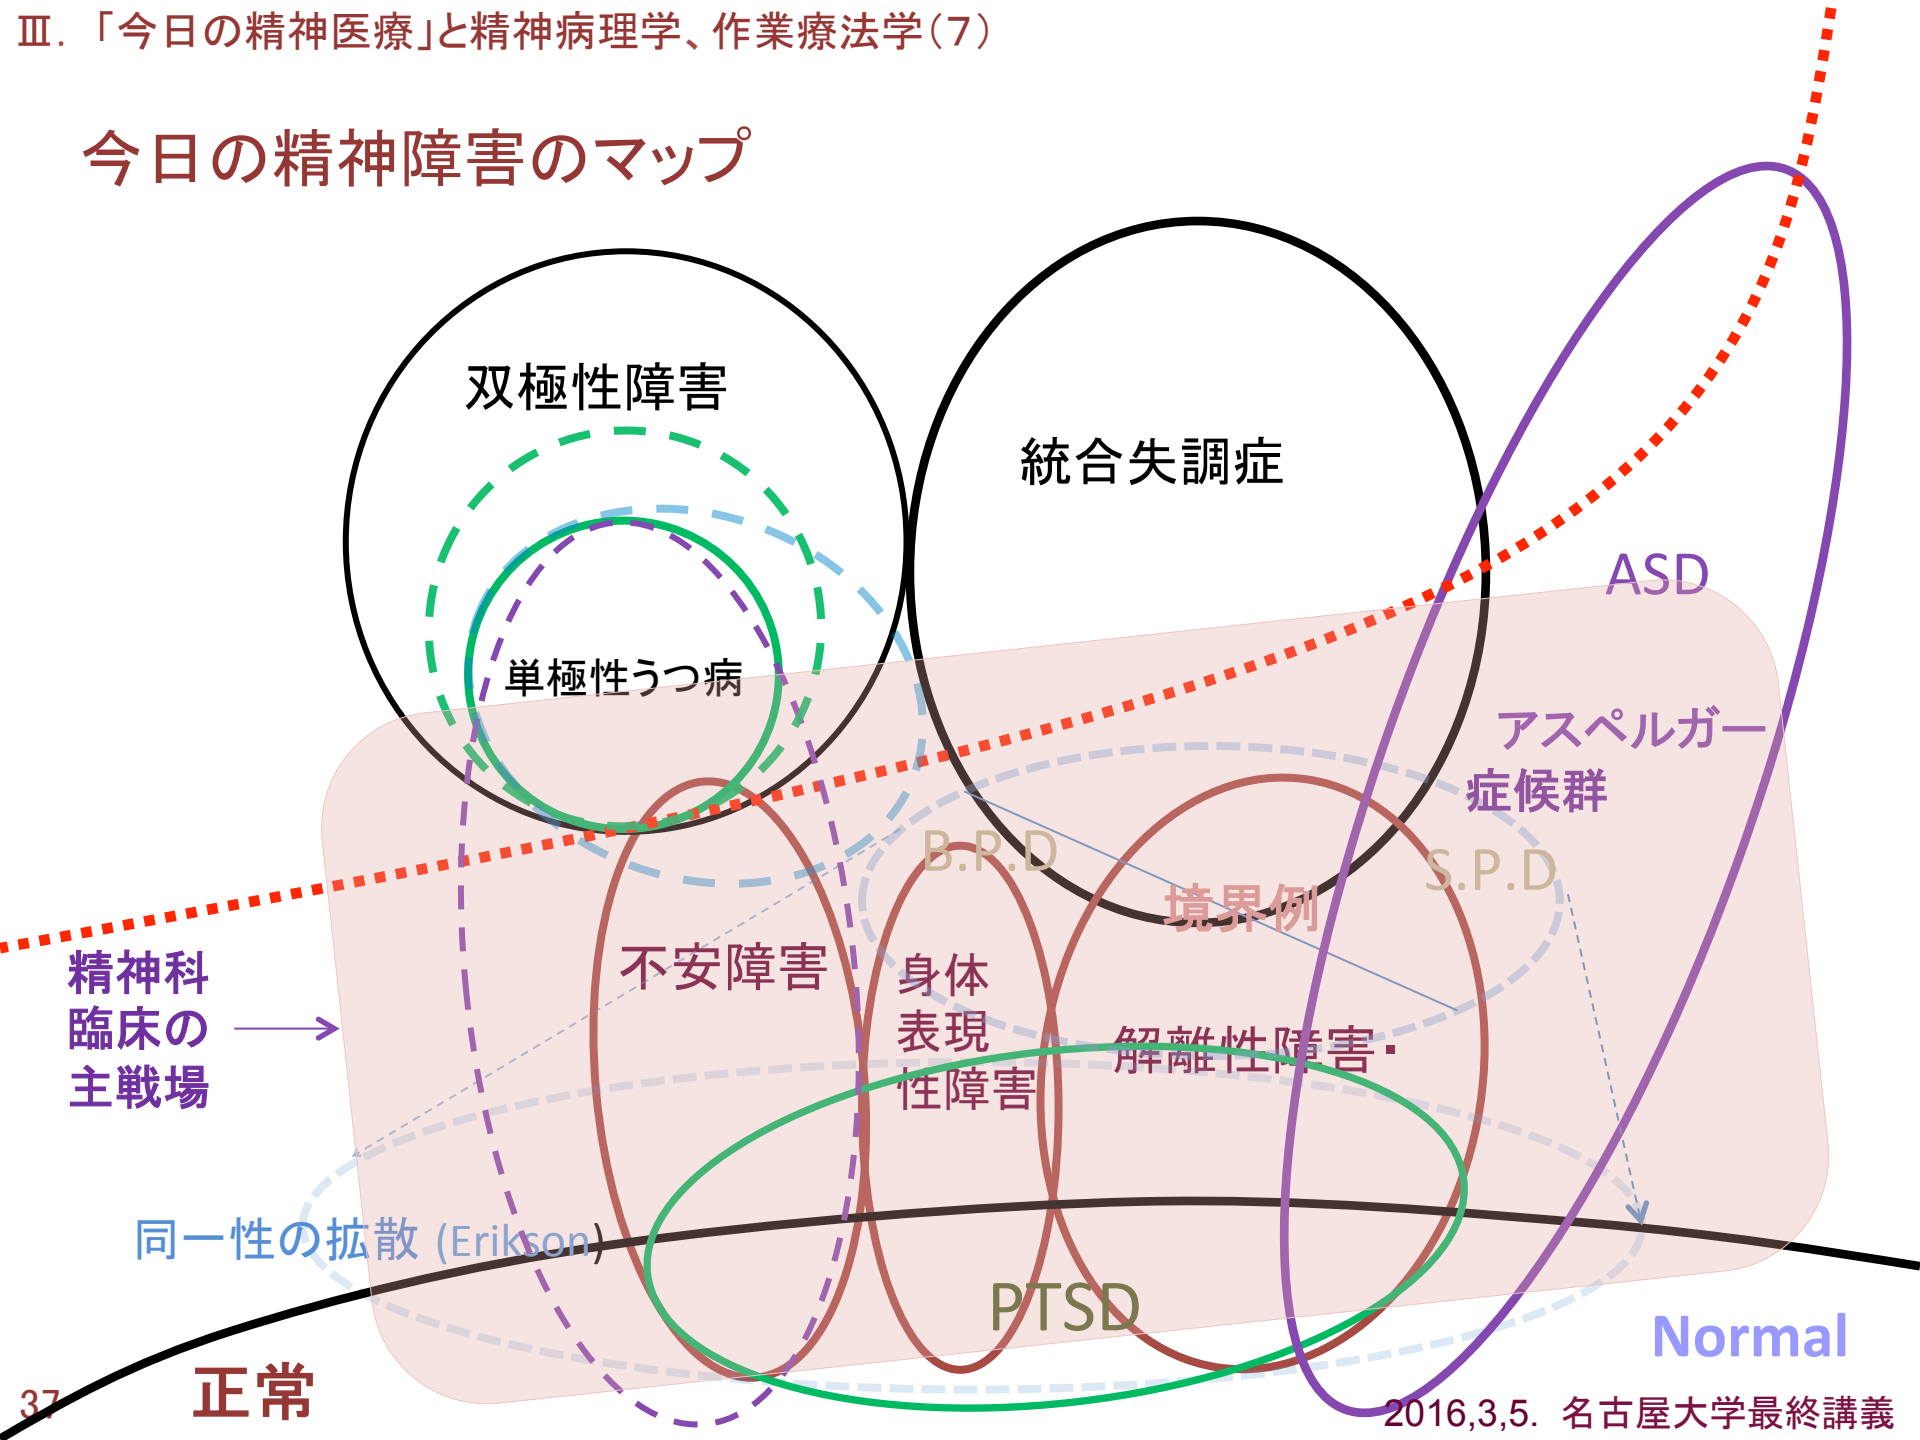 Ⅲ. 「今日の精神医療」と精神病理学、作業療法学(7)
今日の精神障害のマップ
双極性障害
統合失調症
ASD
単極性うつ病
アスペルガー
症候群
B.P.D
S.P.D
境界例
不安障害
身体
表現
性障害
解離性障害・
精神科
臨床の
主戦場
同一性の拡散 (Erikson)
PTSD
Normal
正常
37
2016,3,5. 名古屋大学最終講義